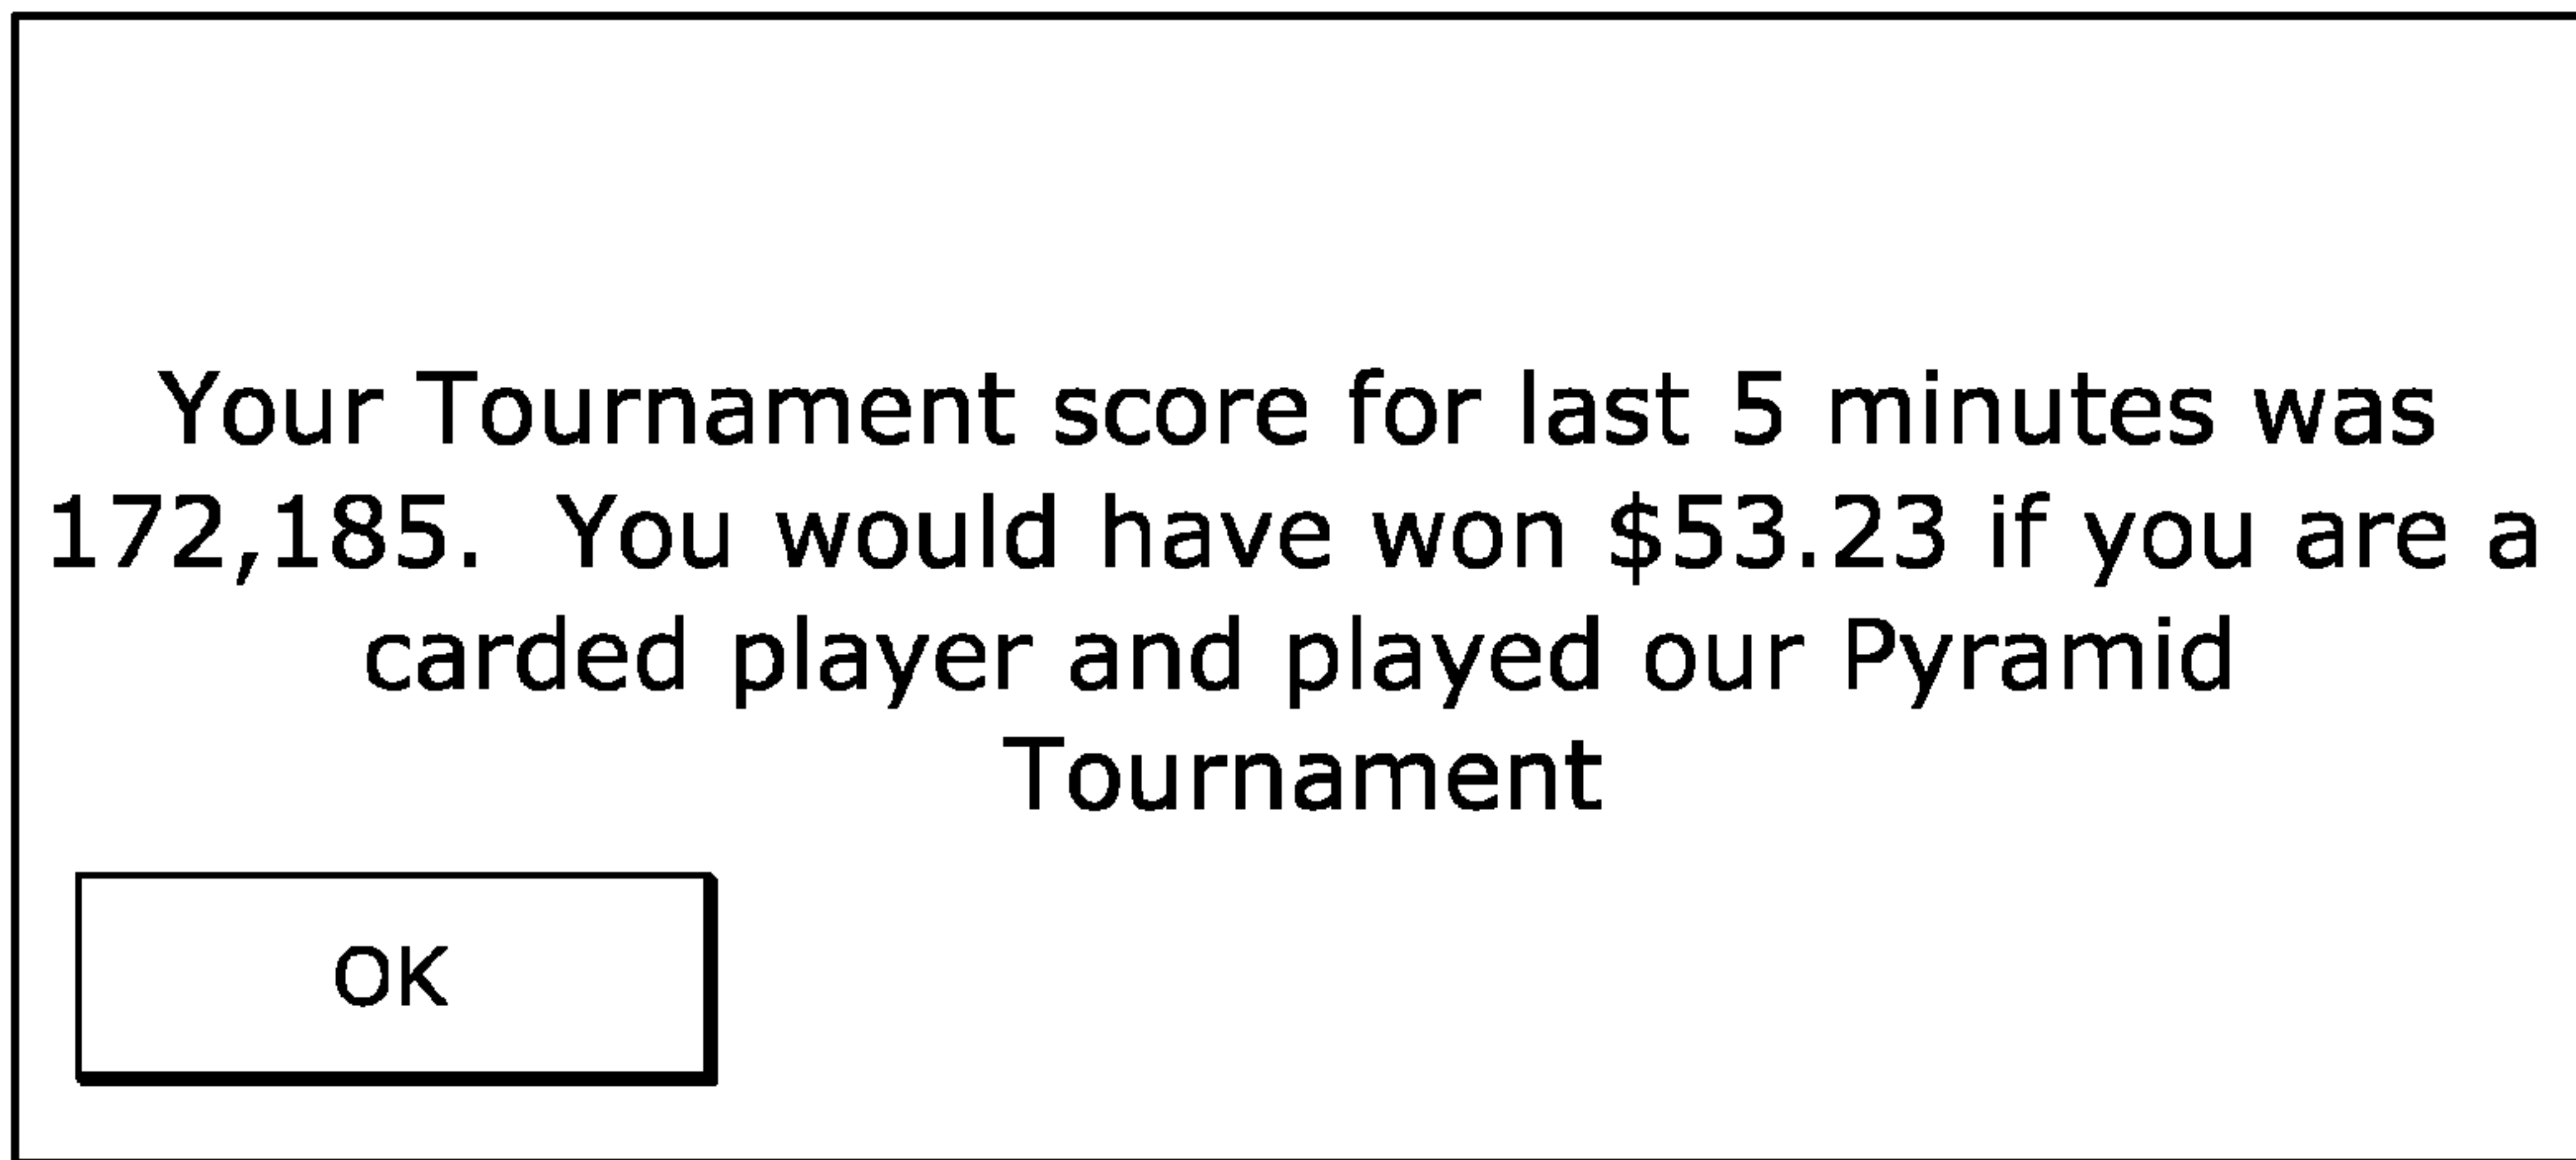 Your Tournament score for last 5 minutes was
172,185.  You would have won $53.23 if you are a
carded player and played our Pyramid
Tournament
OK